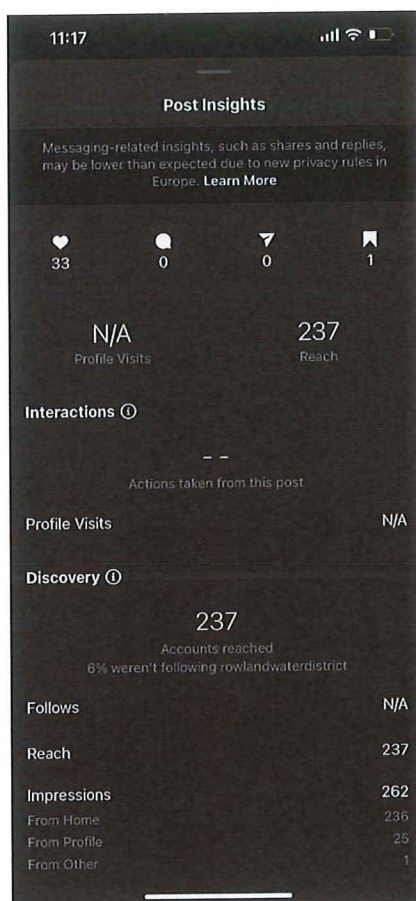 11:17
Post Insights
Messaging-related insights, such as shares and replies,
may be lower than expected due to new privacy rules in
Europe. Learn More
33 0 0 1
N/A 237
Profile Visits Reach
Interactions
--
Actions taken from this post
Profile Visits N/A
Discovery
237
Accounts reached
6% weren't following rowlandwaterdistrict
Follows N/A
Reach 237
Impressions 262
From Home 236
From Profile 25
From Other 1